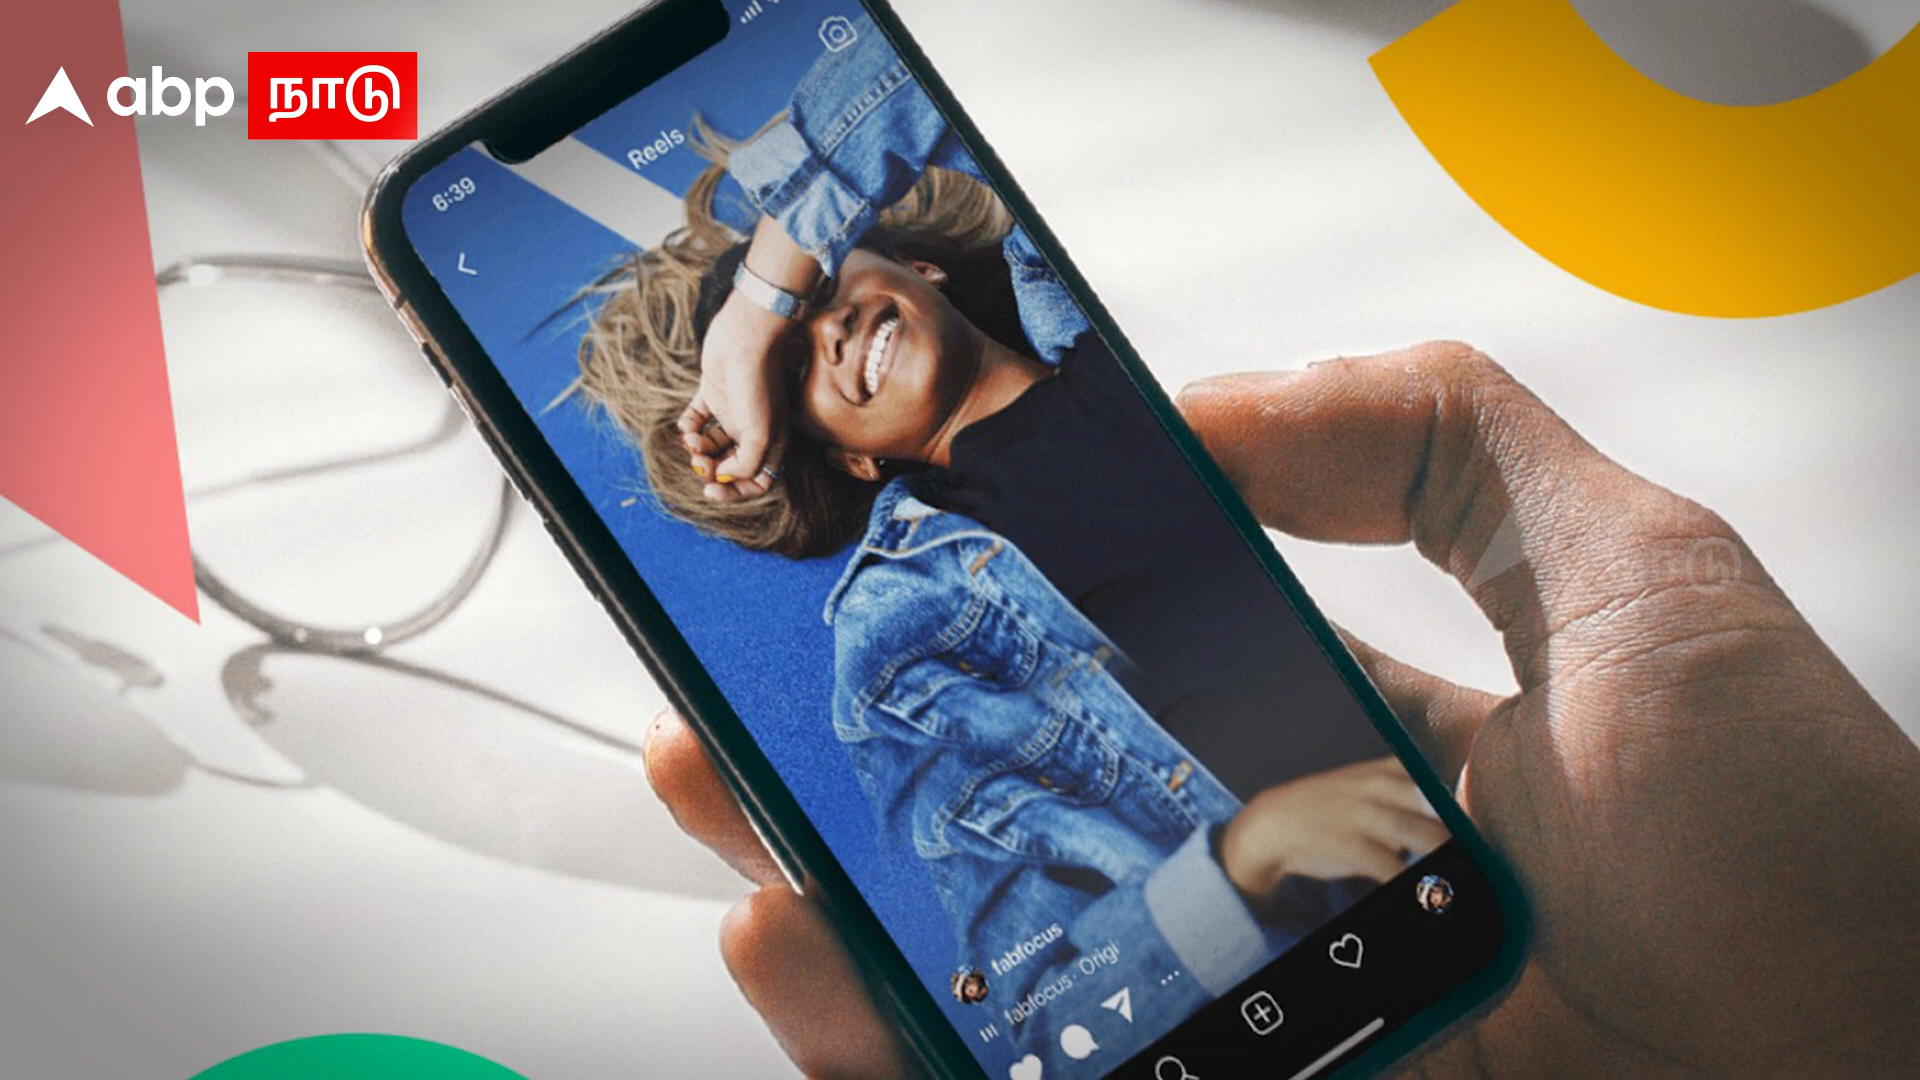 abp நாடு
Reels
6:39
fabfocus
fabfocus · Origi